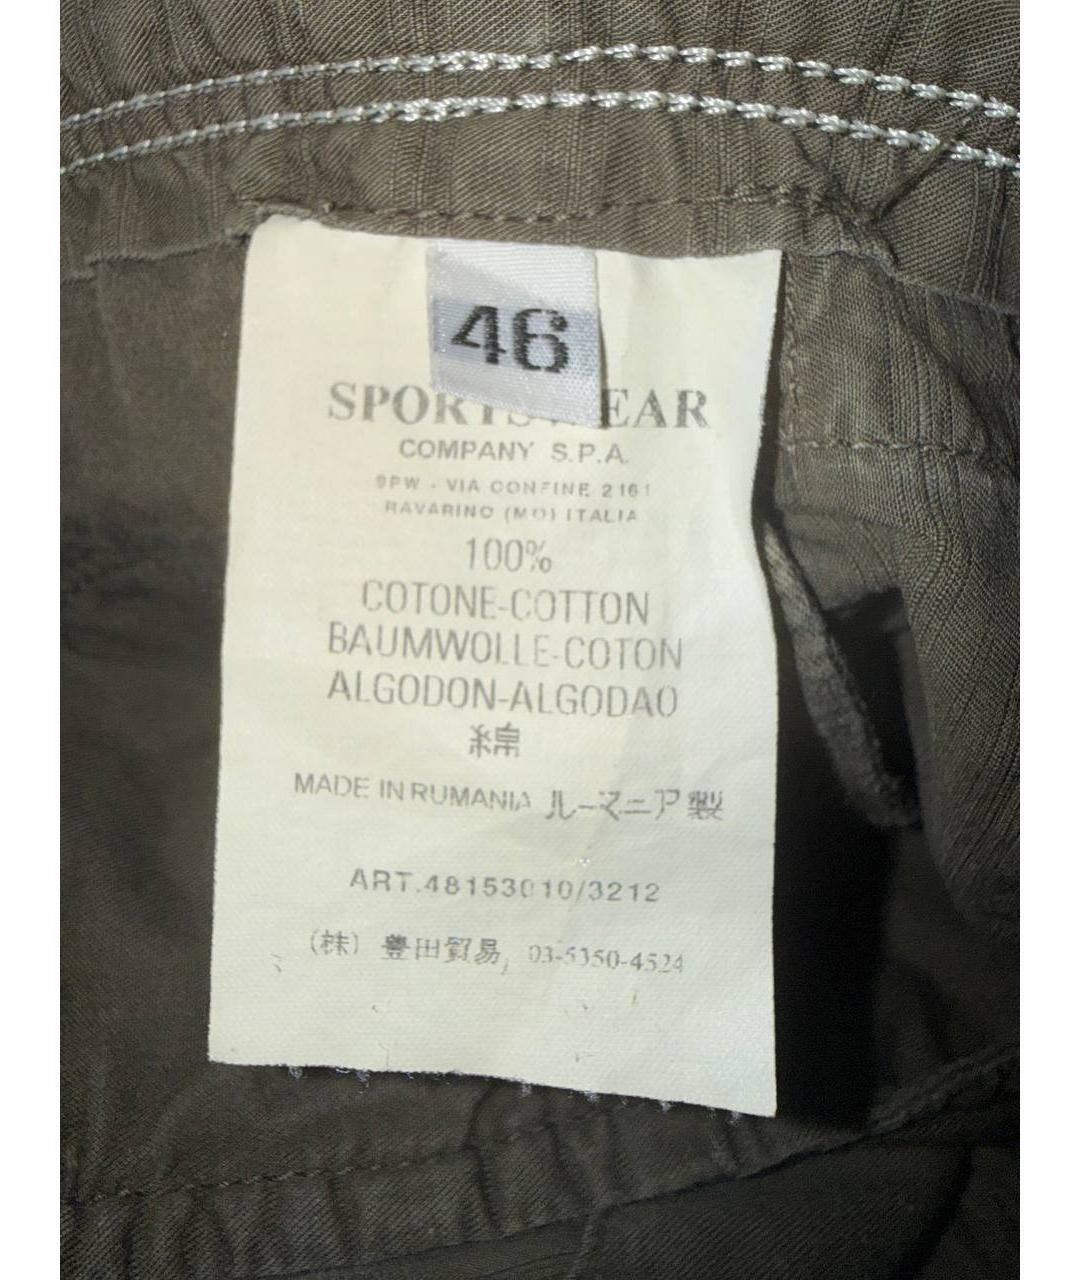 46
SPORTSWEAR
COMPANY S.P.A.
SPW - VIA CONFINE 2161
RAVARINO (MO) ITALIA
100%
COTONE-COTTON
BAUMWOLLE-COTON
ALGODON-ALGODAO
綿
MADE IN RUMANIA ルーマニア製
ART.48153010/3212
(株) 豊田貿易, 03-5350-4524